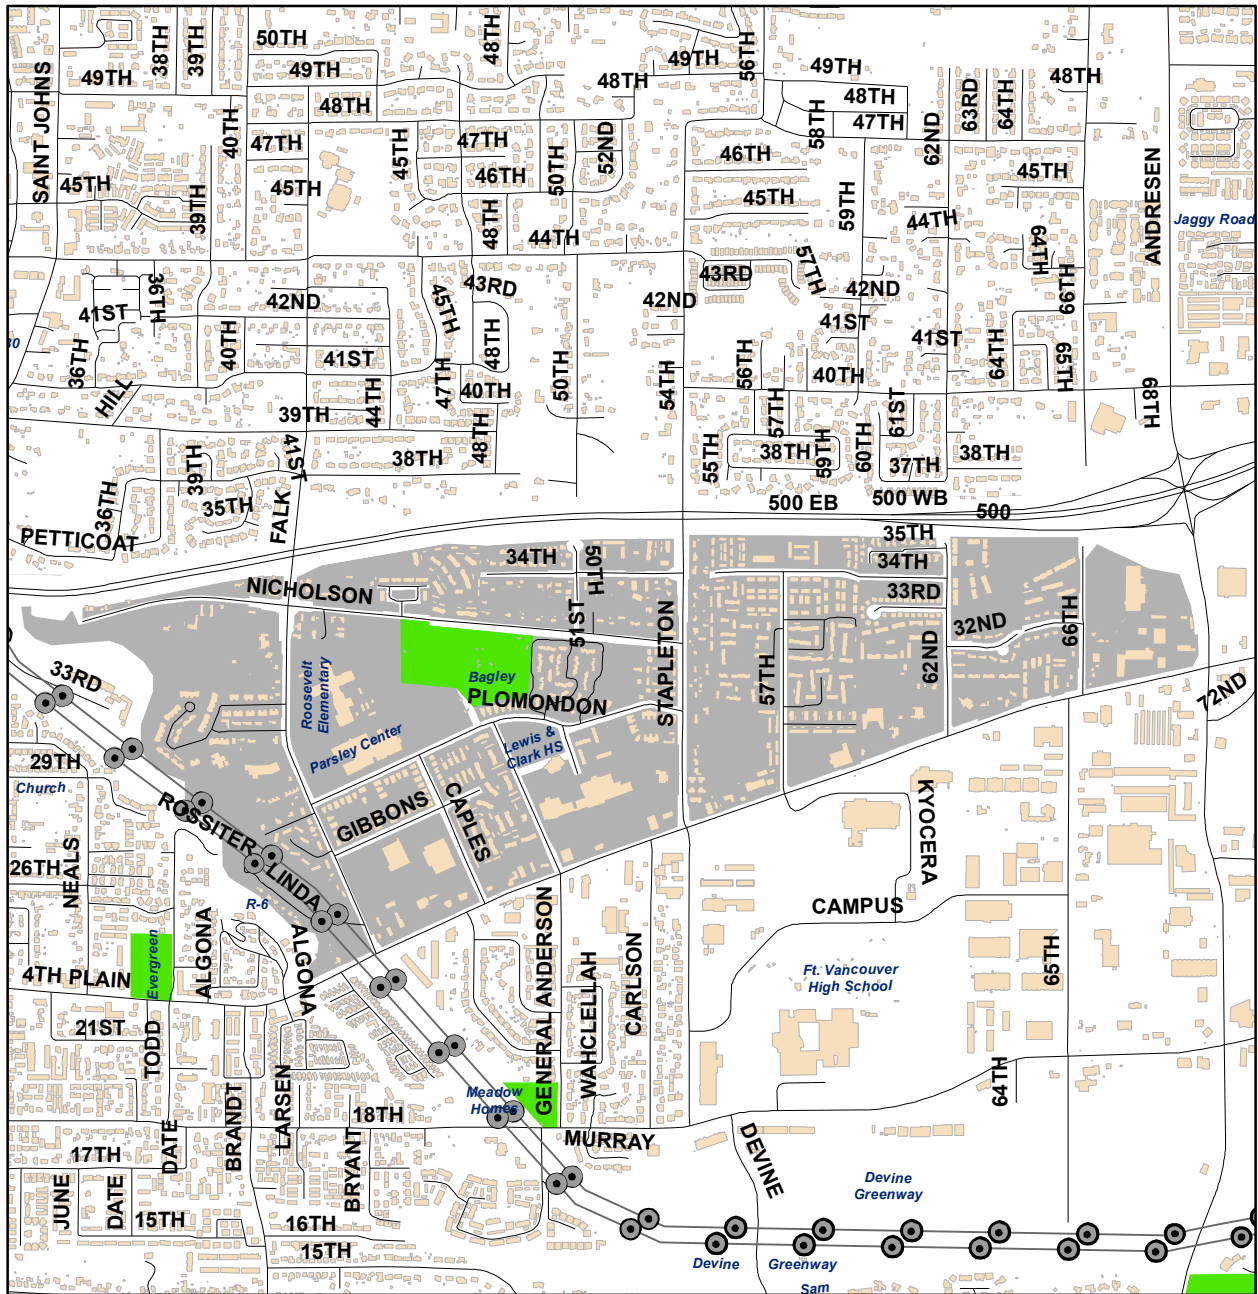 48TH
56TH
50TH
38TH
39TH
49TH
49TH
49TH
49TH
48TH
48TH
SAINT JOHNS
48TH
48TH
63RD
64TH
40TH
47TH
45TH
47TH
50TH
52ND
58TH
47TH
62ND
46TH
46TH
45TH
45TH
45TH
45TH
39TH
48TH
44TH
59TH
44TH
ANDRESEN
Jaggy Road
64TH
43RD
43RD
57TH
36TH
42ND
45TH
42ND
42ND
66TH
41ST
41ST
30
36TH
40TH
41ST
48TH
41ST
64TH
65TH
HILL
44TH
47TH
40TH
50TH
54TH
56TH
40TH
68TH
39TH
48TH
57TH
61ST
41ST
38TH
55TH
38TH
59TH
60TH
37TH
38TH
39TH
36TH
35TH
FALK
500 EB
500 WB
500
PETTICOAT
35TH
34TH
50TH
34TH
NICHOLSON
33RD
51ST
STAPLETON
32ND
66TH
62ND
33RD
Roosevelt
Elementary
Bagley
PLOMONDON
57TH
72ND
Parsley Center
Lewis &
Clark HS
29TH
Church
ROSSITER
GIBBONS
CAPLES
KYOCERA
26TH
NEALS
LINDA
R-6
CAMPUS
ALGONA
ALGONA
GENERAL ANDERSON
WAHCLELLAH
CARLSON
65TH
4TH PLAIN
Evergreen
Ft. Vancouver
High School
21ST
TODD
LARSEN
BRANDT
Meadow
Homes
64TH
18TH
MURRAY
DATE
17TH
BRYANT
DEVINE
Devine
Greenway
JUNE
DATE
15TH
16TH
15TH
Devine
Greenway
Sam